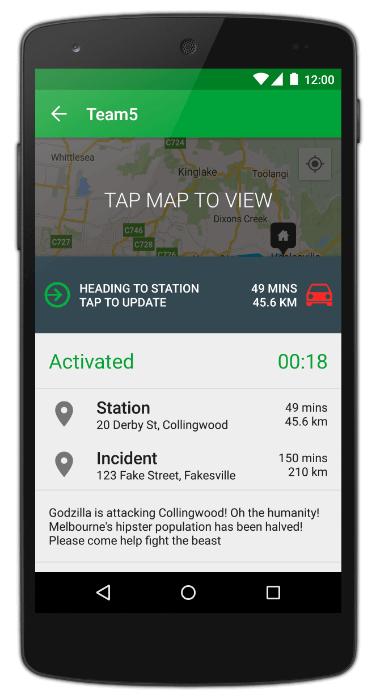 12:00
Team5
C724
Whittlesea
Kinglake
Toolangi
TAP MAP TO VIEW
Dixons Creek
C746
C727
C728
HEADING TO STATION 49 MINS
TAP TO UPDATE 45.6 KM
Activated 00:18
Station 49 mins
20 Derby St, Collingwood 45.6 km
Incident 150 mins
123 Fake Street, Fakesville 210 km
Godzilla is attacking Collingwood! Oh the humanity!
Melbourne's hipster population has been halved!
Please come help fight the beast